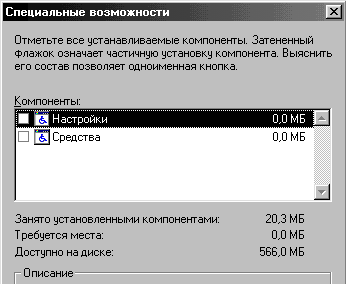 Специальные возможности
Отметьте все устанавливаемые компоненты. Затененный
флажок означает частичную установку компонента. Выяснить
его состав позволяет одноименная кнопка.
Компоненты:
Настройки 0,0 МБ
Средства 0,0 МБ
Занято установленными компонентами: 20,3 МБ
Требуется места: 0,0 МБ
Доступно на диске: 566,0 МБ
Описание